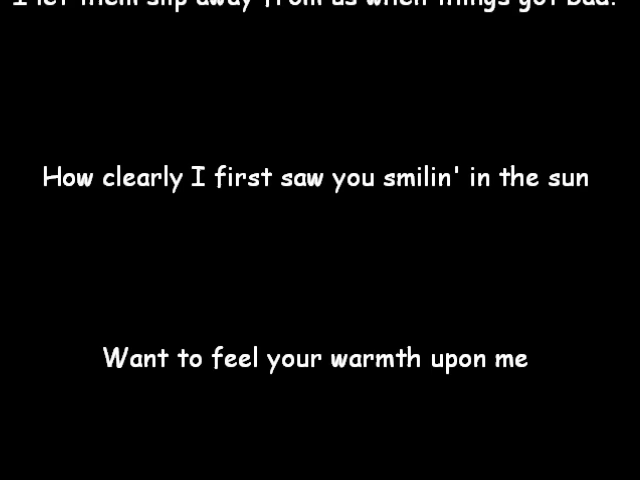 I let them slip away from us when things got bad.
How clearly I first saw you smilin' in the sun
Want to feel your warmth upon me